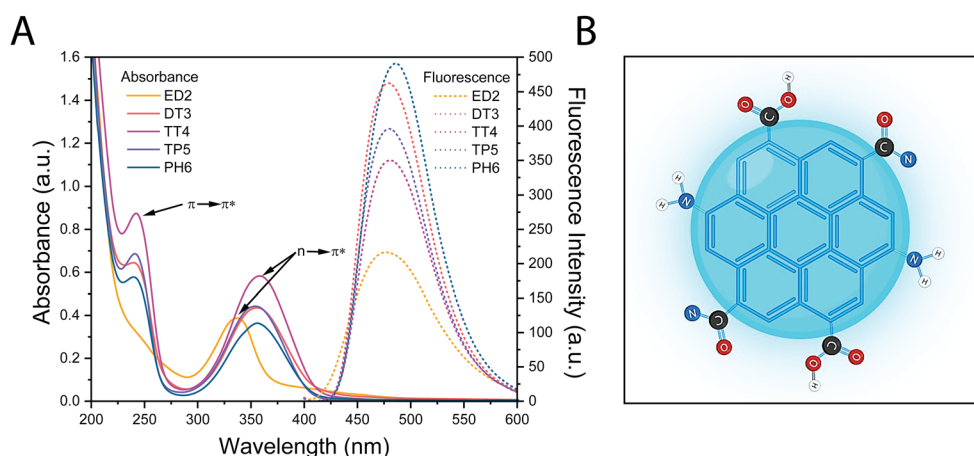 A
B
Absorbance (a.u.)
1.6
1.4
1.2
1.0
0.8
0.6
0.4
0.2
0.0
Absorbance
ED2
DT3
TT4
TP5
PH6
π→π*
n→π*
Fluorescence
ED2
DT3
TT4
TP5
PH6
500
450
400
350
300
250
200
150
100
50
0
Fluorescence Intensity (a.u.)
200 250 300 350 400 450 500 550 600
Wavelength (nm)
H
O O
C
O
C N
H
H N
N H
H
N C
O
C
O O
H